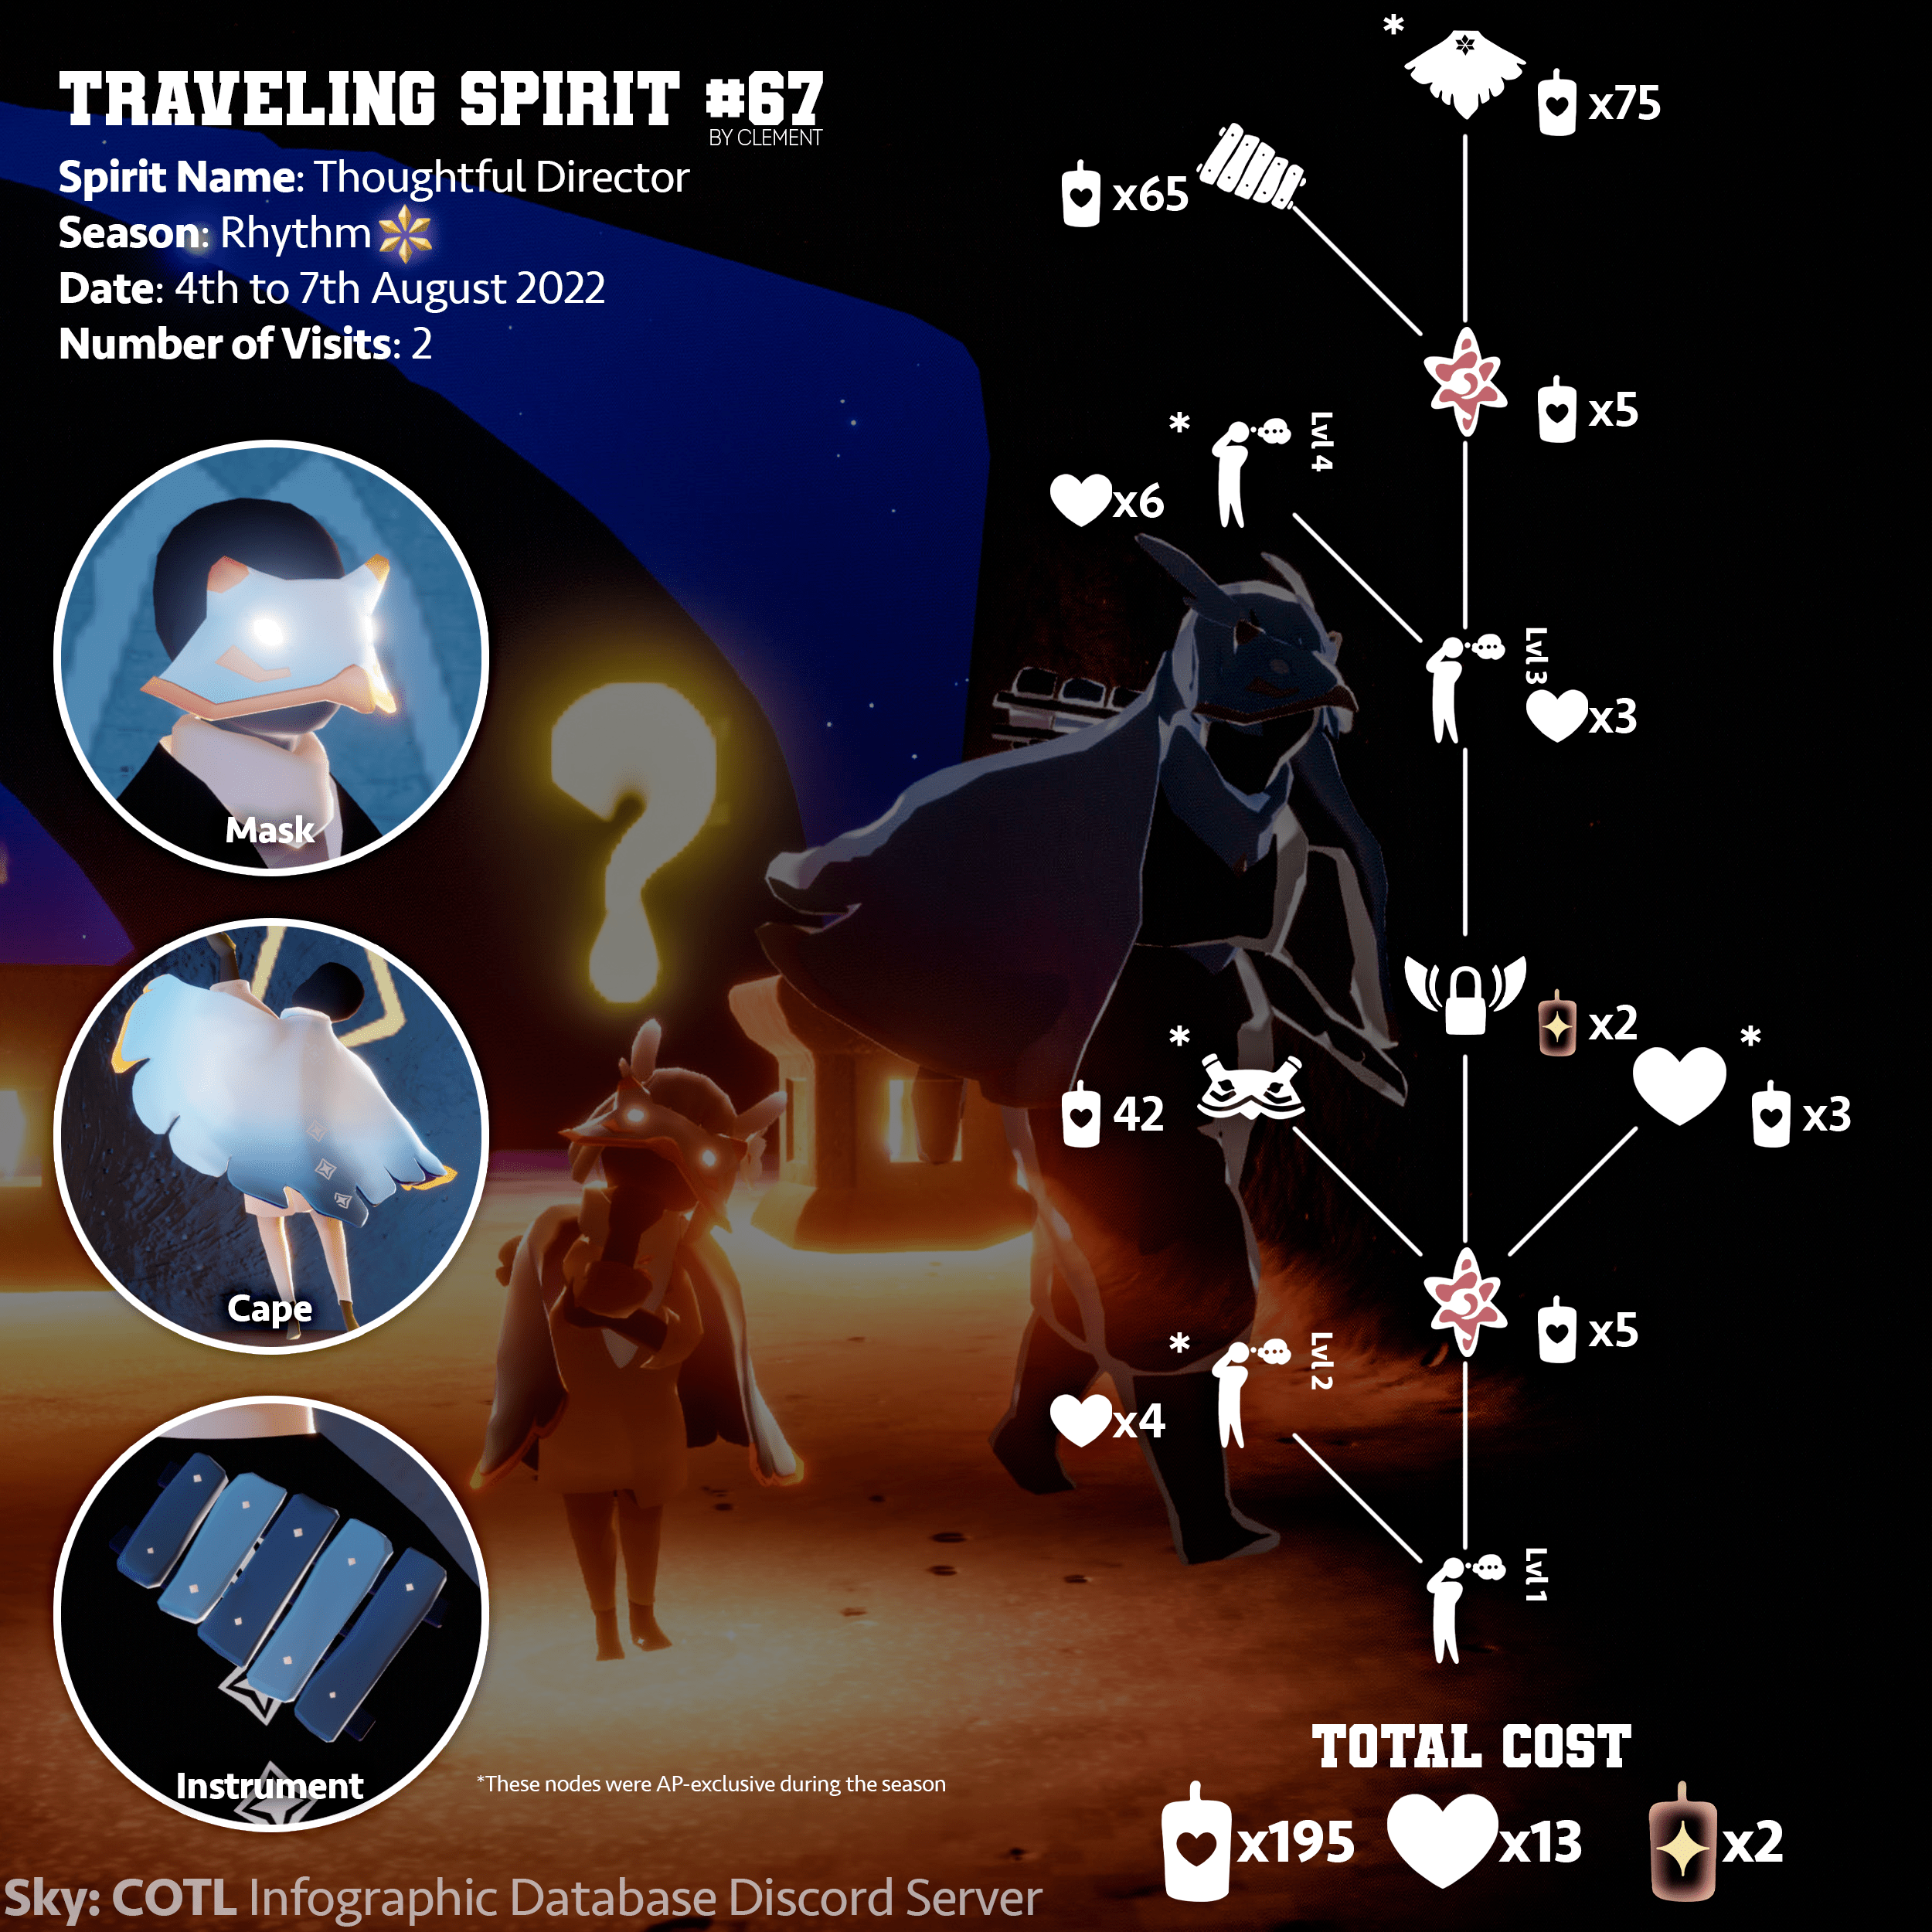 TRAVELING SPIRIT #67
BY CLEMENT
Spirit Name: Thoughtful Director
Season: Rhythm
Date: 4th to 7th August 2022
Number of Visits: 2
Mask
Cape
Instrument
*
x75
x65
x5
*
Lvl 4
x6
Lvl 3
x3
x2
*
42
*
x3
x5
*
Lvl 2
x4
Lvl 1
*These nodes were AP-exclusive during the season
TOTAL COST
x195 x13 x2
Sky: COTL Infographic Database Discord Server